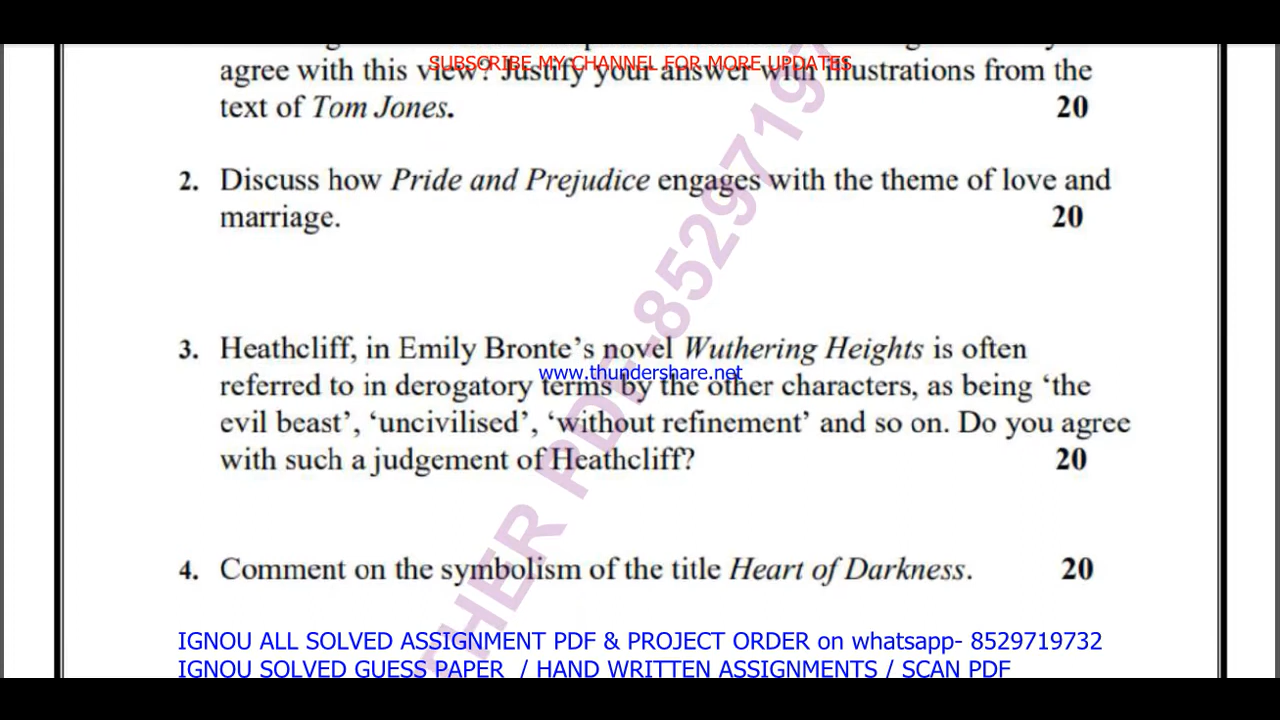 SUBSCRIBE MY CHANNEL FOR MORE UPDATES
agree with this view? Justify your answer with illustrations from the
text of Tom Jones. 20
2. Discuss how Pride and Prejudice engages with the theme of love and
marriage. 20
3. Heathcliff, in Emily Bronte's novel Wuthering Heights is often
www.thundershare.net
referred to in derogatory terms by the other characters, as being 'the
evil beast', 'uncivilised', 'without refinement' and so on. Do you agree
with such a judgement of Heathcliff? 20
4. Comment on the symbolism of the title Heart of Darkness. 20
HER PDF-85297197
IGNOU ALL SOLVED ASSIGNMENT PDF & PROJECT ORDER on whatsapp- 8529719732
IGNOU SOLVED GUESS PAPER / HAND WRITTEN ASSIGNMENTS / SCAN PDF